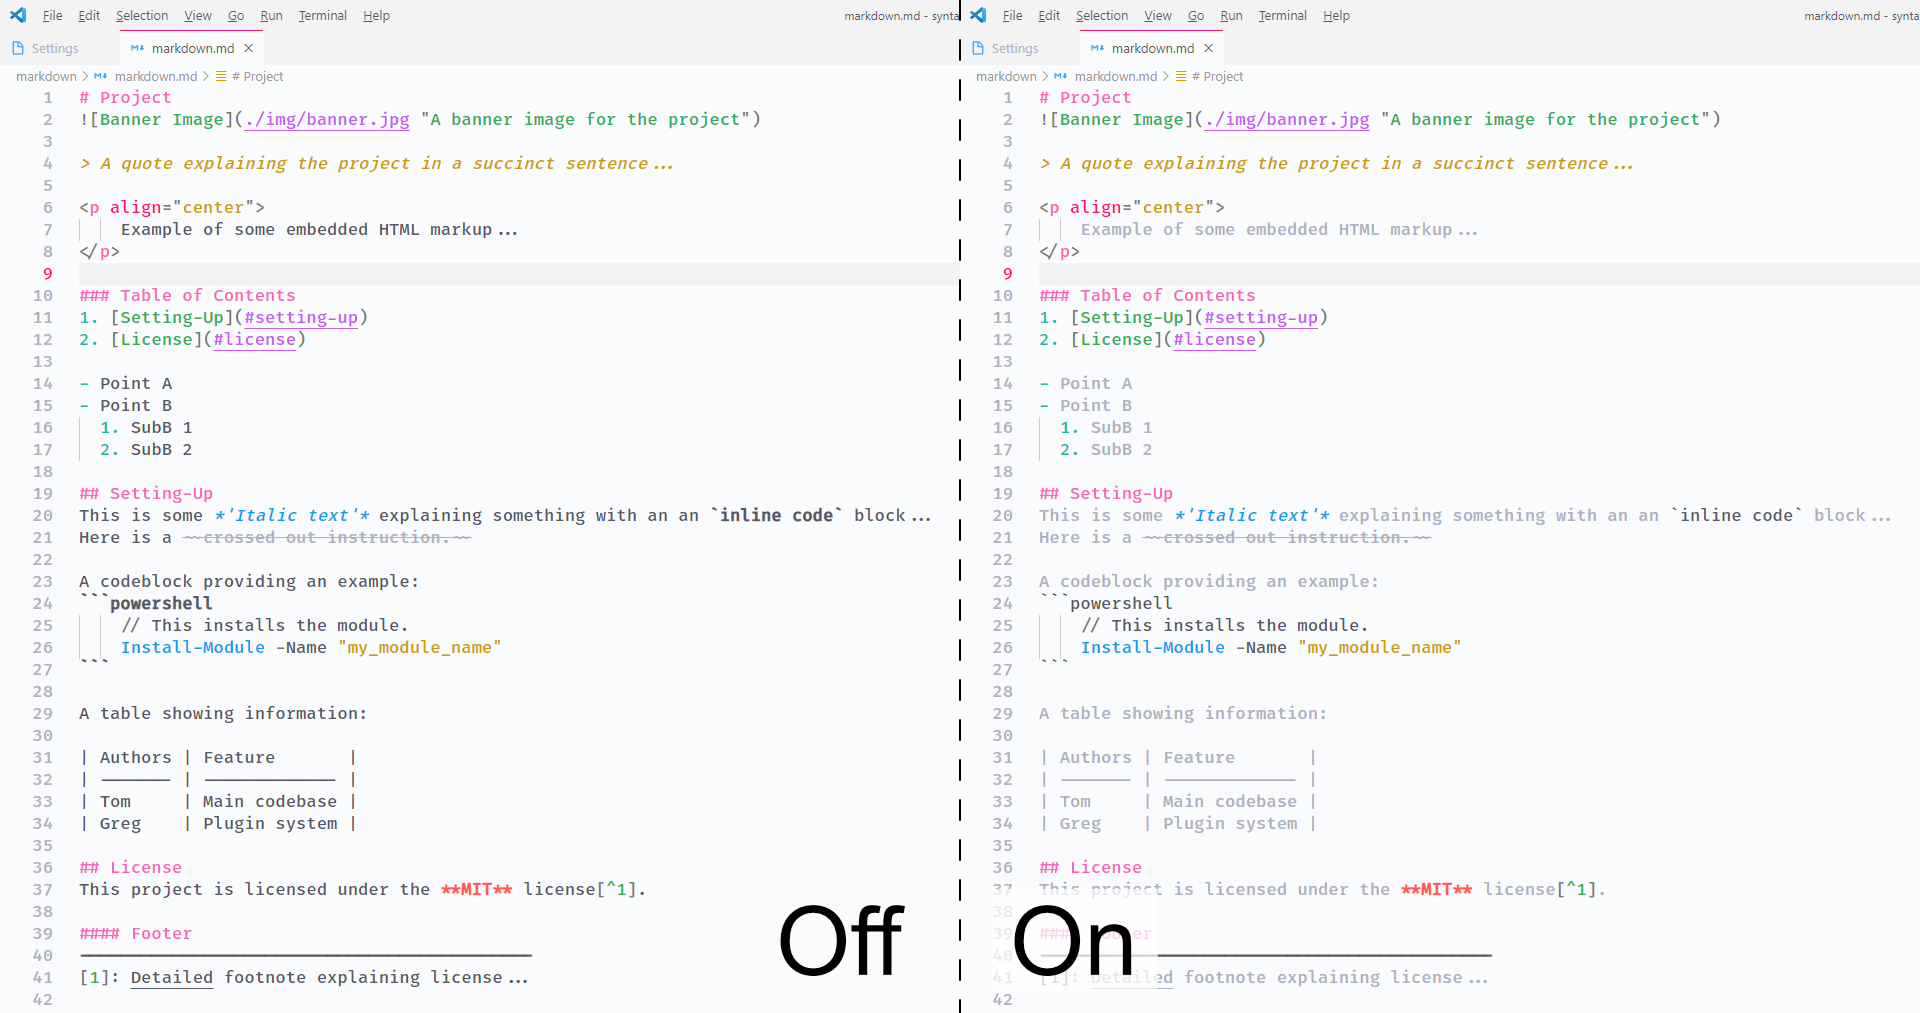 File Edit Selection View Go Run Terminal Help markdown.md - synta
Settings markdown.md
markdown > markdown.md > # Project
1 # Project
2 ![Banner Image](./img/banner.jpg "A banner image for the project")
3
4 > A quote explaining the project in a succinct sentence...
5
6 <p align="center">
7 Example of some embedded HTML markup...
8 </p>
9
10 ### Table of Contents
11 1. [Setting-Up](#setting-up)
12 2. [License](#license)
13
14 - Point A
15 - Point B
16 1. SubB 1
17 2. SubB 2
18
19 ## Setting-Up
20 This is some *'Italic text'* explaining something with an an `inline code` block...
21 Here is a ~~crossed out instruction.~~
22
23 A codeblock providing an example:
24 ```powershell
25 // This installs the module.
26 Install-Module -Name "my_module_name"
27 ```
28
29 A table showing information:
30
31 | Authors | Feature |
32 | ------- | ------------- |
33 | Tom | Main codebase |
34 | Greg | Plugin system |
35
36 ## License
37 This project is licensed under the **MIT** license[^1].
38
39 #### Footer
40 --------------------------------------------
41 [1]: Detailed footnote explaining license...
42
Off
File Edit Selection View Go Run Terminal Help markdown.md - synta
Settings markdown.md
markdown > markdown.md > # Project
1 # Project
2 ![Banner Image](./img/banner.jpg "A banner image for the project")
3
4 > A quote explaining the project in a succinct sentence...
5
6 <p align="center">
7 Example of some embedded HTML markup...
8 </p>
9
10 ### Table of Contents
11 1. [Setting-Up](#setting-up)
12 2. [License](#license)
13
14 - Point A
15 - Point B
16 1. SubB 1
17 2. SubB 2
18
19 ## Setting-Up
20 This is some *'Italic text'* explaining something with an an `inline code` block...
21 Here is a ~~crossed out instruction.~~
22
23 A codeblock providing an example:
24 ```powershell
25 // This installs the module.
26 Install-Module -Name "my_module_name"
27 ```
28
29 A table showing information:
30
31 | Authors | Feature |
32 | ------- | ------------- |
33 | Tom | Main codebase |
34 | Greg | Plugin system |
35
36 ## License
37 This project is licensed under the **MIT** license[^1].
38
39 #### Footer
40 --------------------------------------------
41 [1]: Detailed footnote explaining license...
42
On